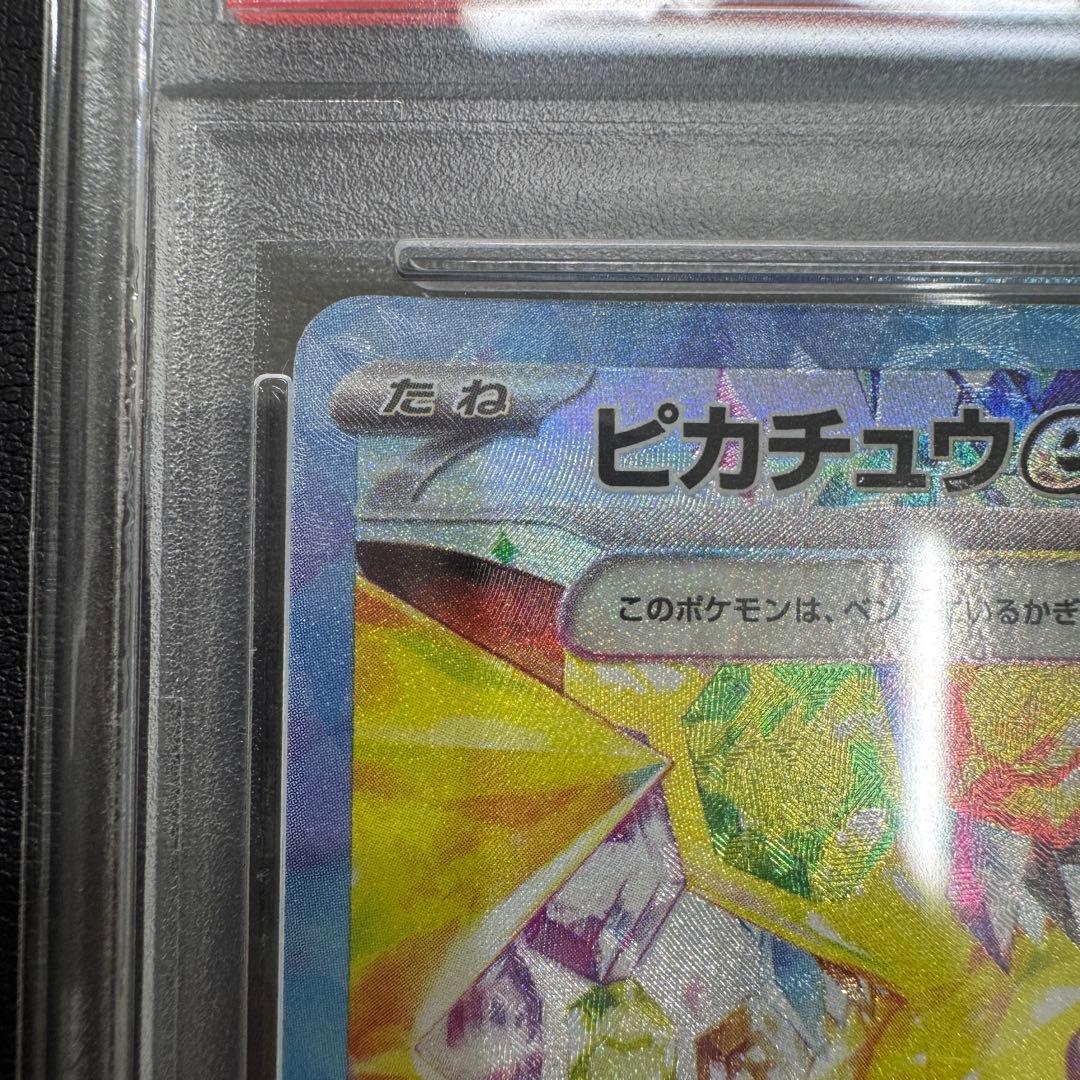 たね
ピカチュウe
このポケモンは、ベンチにいるかぎ